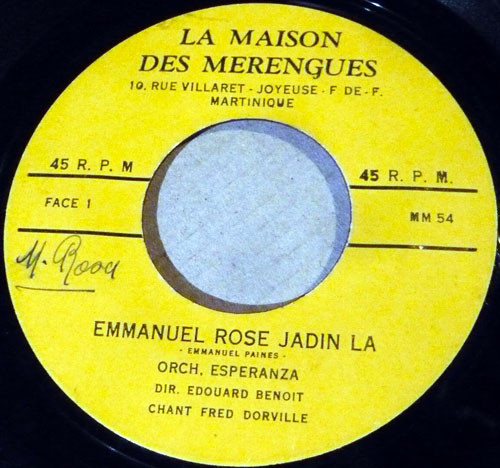 LA MAISON
DES MERENGUES
10. RUE VILLARET - JOYEUSE - F DE-F.
MARTINIQUE
45 R. P. M
45 R. P. M.
FACE 1
MM 54
EMMANUEL ROSE JADIN LA
- EMMANUEL PAINES -
ORCH. ESPERANZA
DIR. EDOUARD BENOIT
CHANT FRED DORVILLE